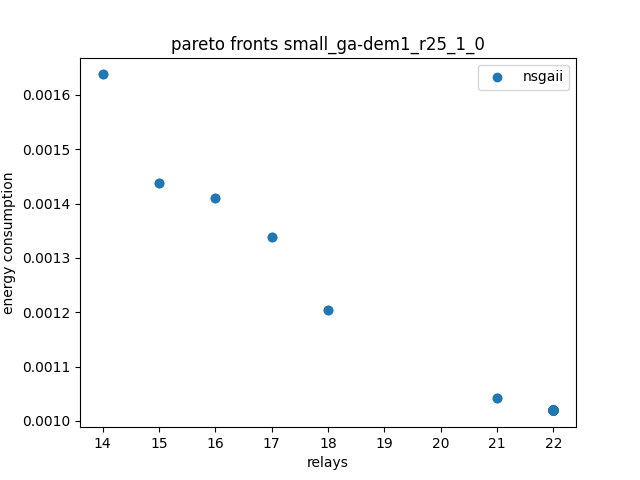 pareto fronts small_ga-dem1_r25_1_0
nsgaii
0.0016
0.0015
0.0014
0.0013
0.0012
0.0011
0.0010
energy consumption
14 15 16 17 18 19 20 21 22
relays